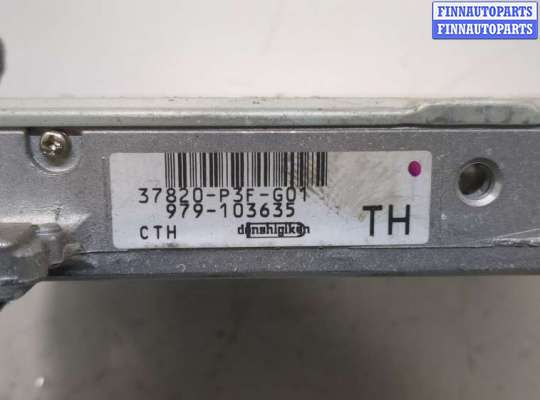 FINNAUTOPARTS
FINNAUTOPARTS
37820-P3F-G01
979-103635
CTH
denshigiken
TH